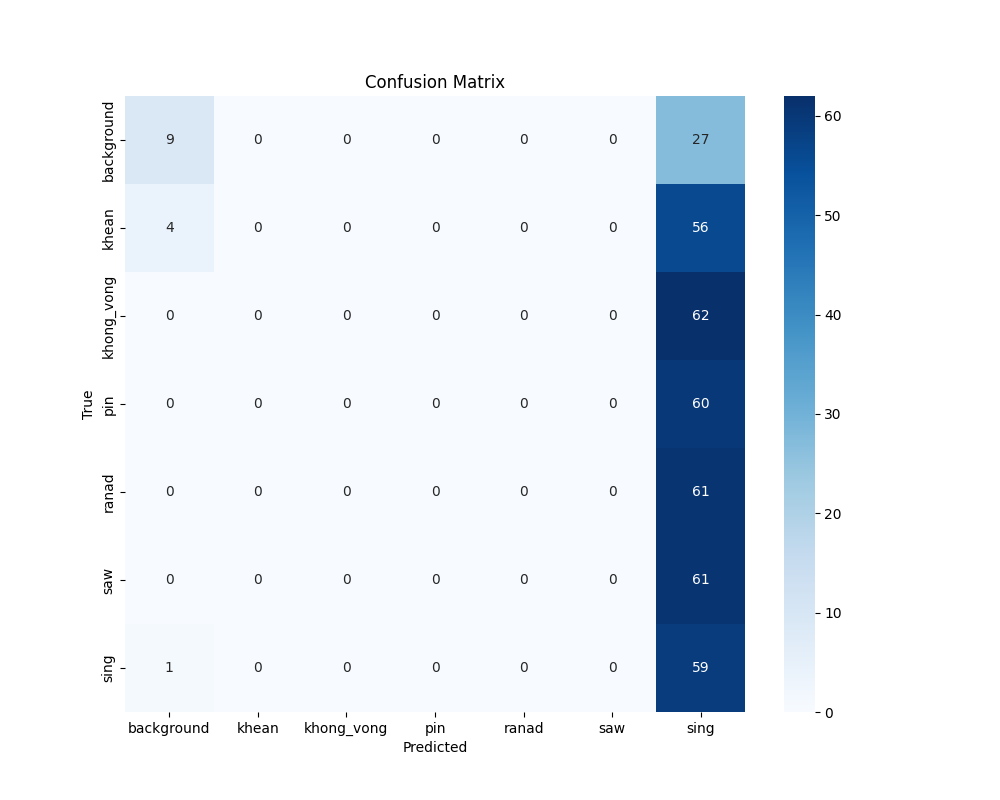 Confusion Matrix
True
background 9 0 0 0 0 0 27
khean 4 0 0 0 0 0 56
khong_vong 0 0 0 0 0 0 62
pin 0 0 0 0 0 0 60
ranad 0 0 0 0 0 0 61
saw 0 0 0 0 0 0 61
sing 1 0 0 0 0 0 59
background khean khong_vong pin ranad saw sing
Predicted
60
50
40
30
20
10
0